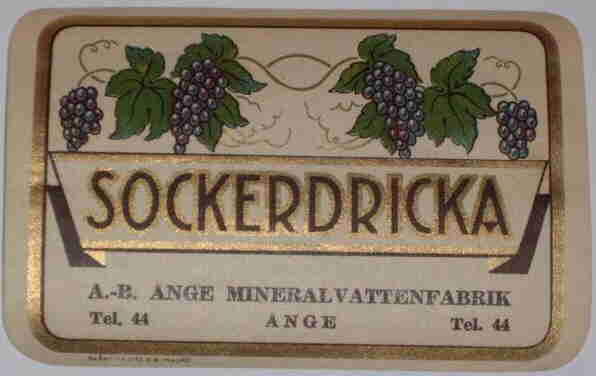 SOCKERDRICKA
A.-B. ANGE MINERALVATTENFABRIK
Tel. 44 ANGE Tel. 44